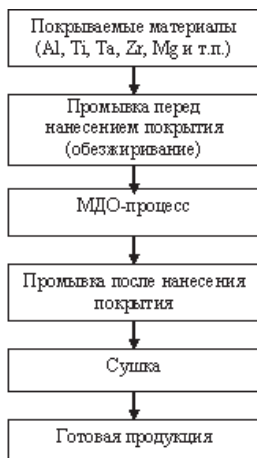 Покрываемые материалы
(Al, Ti, Ta, Zr, Mg и т.п.)
Промывка перед
нанесением покрытия
(обезжиривание)
МДО-процесс
Промывка после нанесения
покрытия
Сушка
Готовая продукция